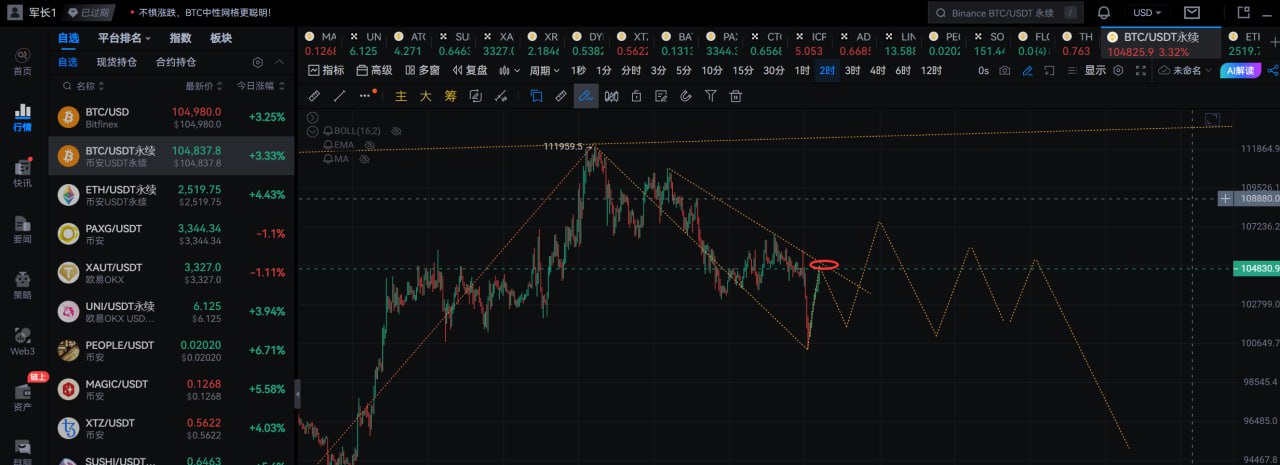 军长1 已过期 • 不惧涨跌，BTC中性网格更聪明!
Binance BTC/USDT 永续 / USD
首页
行情
快讯
要闻
策略
Web3
链上
资产
自选 平台排名 指数 板块
自选 现货持仓 合约持仓
名称 最新价 今日涨幅
BTC/USD 104,980.0 +3.25%
Bitfinex $104,980.0
BTC/USDT永续 104,837.8 +3.33%
币安USDT永续 $104,837.8
ETH/USDT永续 2,519.75 +4.43%
币安USDT永续 $2,519.75
PAXG/USDT 3,344.34 -1.1%
币安 $3,344.34
XAUT/USDT 3,327.0 -1.11%
欧易OKX $3,327.0
UNI/USDT永续 6.125 +3.94%
欧易OKX USD... $6.125
PEOPLE/USDT 0.02020 +6.71%
币安 $0.02020
MAGIC/USDT 0.1268 +5.58%
币安 $0.1268
XTZ/USDT 0.5622 +4.03%
币安 $0.5622
SUSHI/USDT... 0.6463
MA UN ATC SUS XA XR DY XT BA PA CT ICF AD LIN PE SO FL TH BTC/USDT永续 ET
0.1268 6.125 4.271 0.6463 3327.0 2.1846 0.5382 0.5622 0.1313 3344.3 0.656 5.053 0.6685 13.588 0.0202 151.44 0.763 104825.9 3.32% 2519.7
指标 高级 多窗 复盘 周期 1秒 1分 分时 3分 5分 10分 15分 30分 1时 2时 3时 4时 6时 12时 0s 显示 未命名 AI解读
主 大 筹
BOLL(16,2)
EMA
MA
111959.5
111864.9
109526.1
108880.0
107236.2
104830.9
102799.0
100649.7
98545.4
96485.0
94467.8